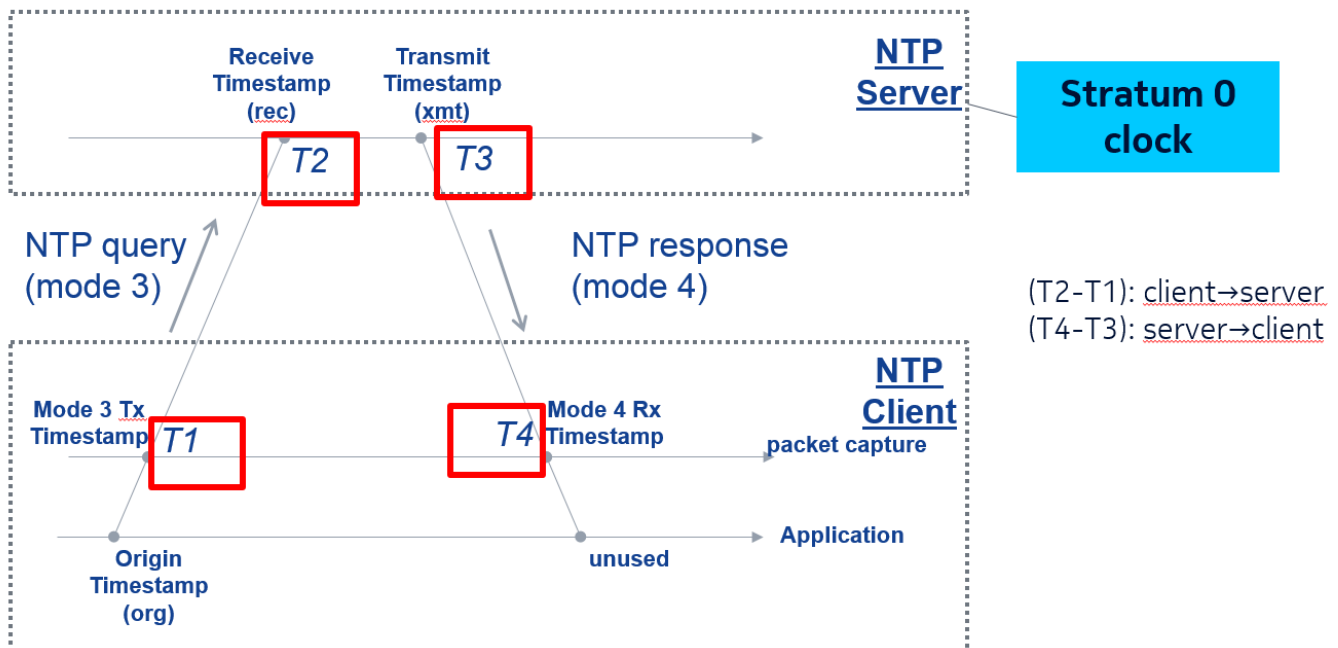 Receive
Timestamp
(rec)
Transmit
Timestamp
(xmt)
NTP
Server
Stratum 0
clock
T2
T3
NTP query
(mode 3)
NTP response
(mode 4)
(T2-T1): client→server
(T4-T3): server→client
NTP
Client
Mode 3 Tx
Timestamp
T1
T4
Mode 4 Rx
Timestamp
packet capture
Application
Origin
Timestamp
(org)
unused